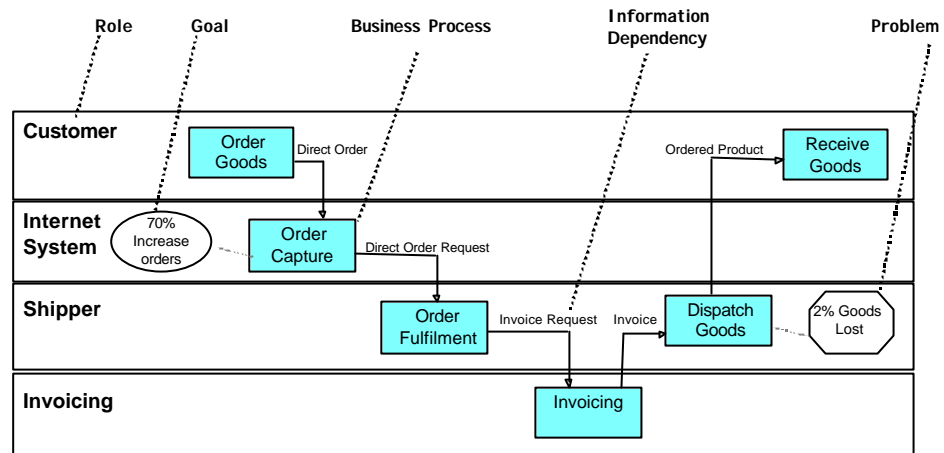 Role
Goal
Business Process
Information
Dependency
Problem
Customer
Order
Goods
Direct Order
Ordered Product
Receive
Goods
Internet
System
70%
Increase
orders
Order
Capture
Direct Order Request
Shipper
Order
Fulfilment
Invoice Request
Invoice
Dispatch
Goods
2% Goods
Lost
Invoicing
Invoicing